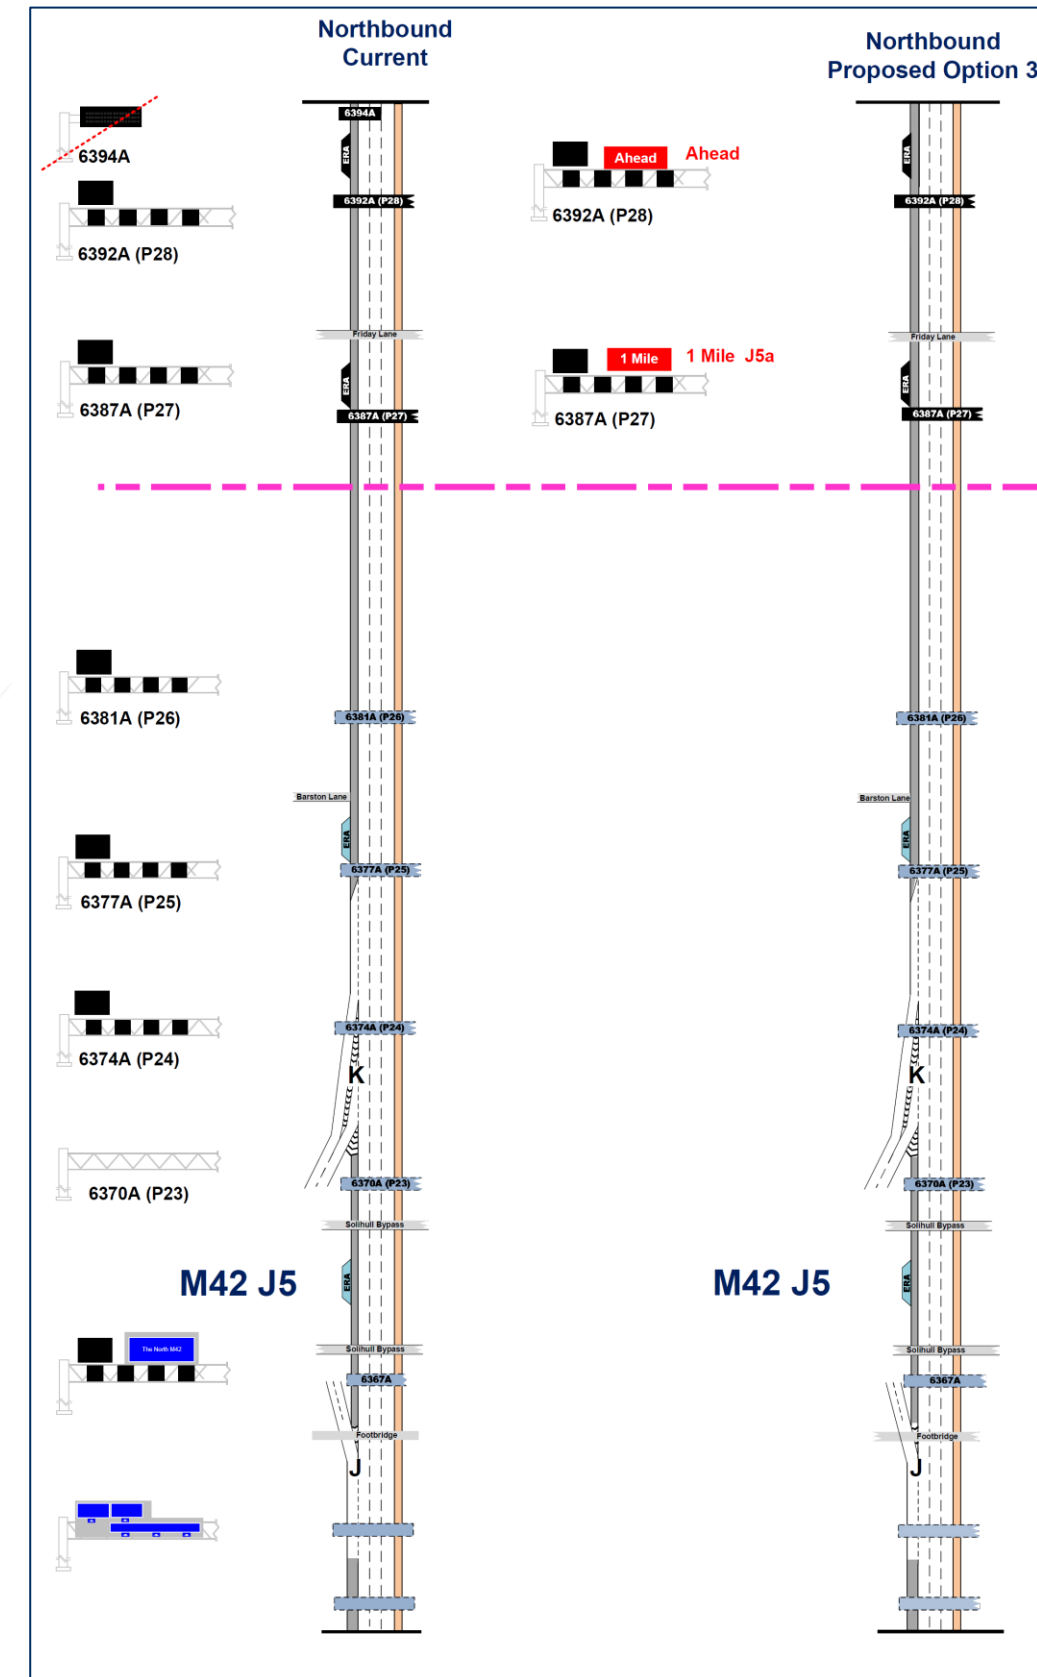 Northbound
Current
Northbound
Proposed Option 3
6394A
6394A
ERA
ERA
Ahead
Ahead
6392A (P28)
6392A (P28)
6392A (P28)
6392A (P28)
Friday Lane
Friday Lane
1 Mile
1 Mile J5a
ERA
ERA
6387A (P27)
6387A (P27)
6387A (P27)
6387A (P27)
6381A (P26)
6381A (P26)
6381A (P26)
Barston Lane
Barston Lane
ERA
ERA
6377A (P25)
6377A (P25)
6377A (P25)
6374A (P24)
6374A (P24)
6374A (P24)
K
K
6370A (P23)
6370A (P23)
6370A (P23)
Solihull Bypass
Solihull Bypass
M42 J5
ERA
M42 J5
ERA
The North M42
Solihull Bypass
Solihull Bypass
6367A
6367A
Footbridge
Footbridge
J
J